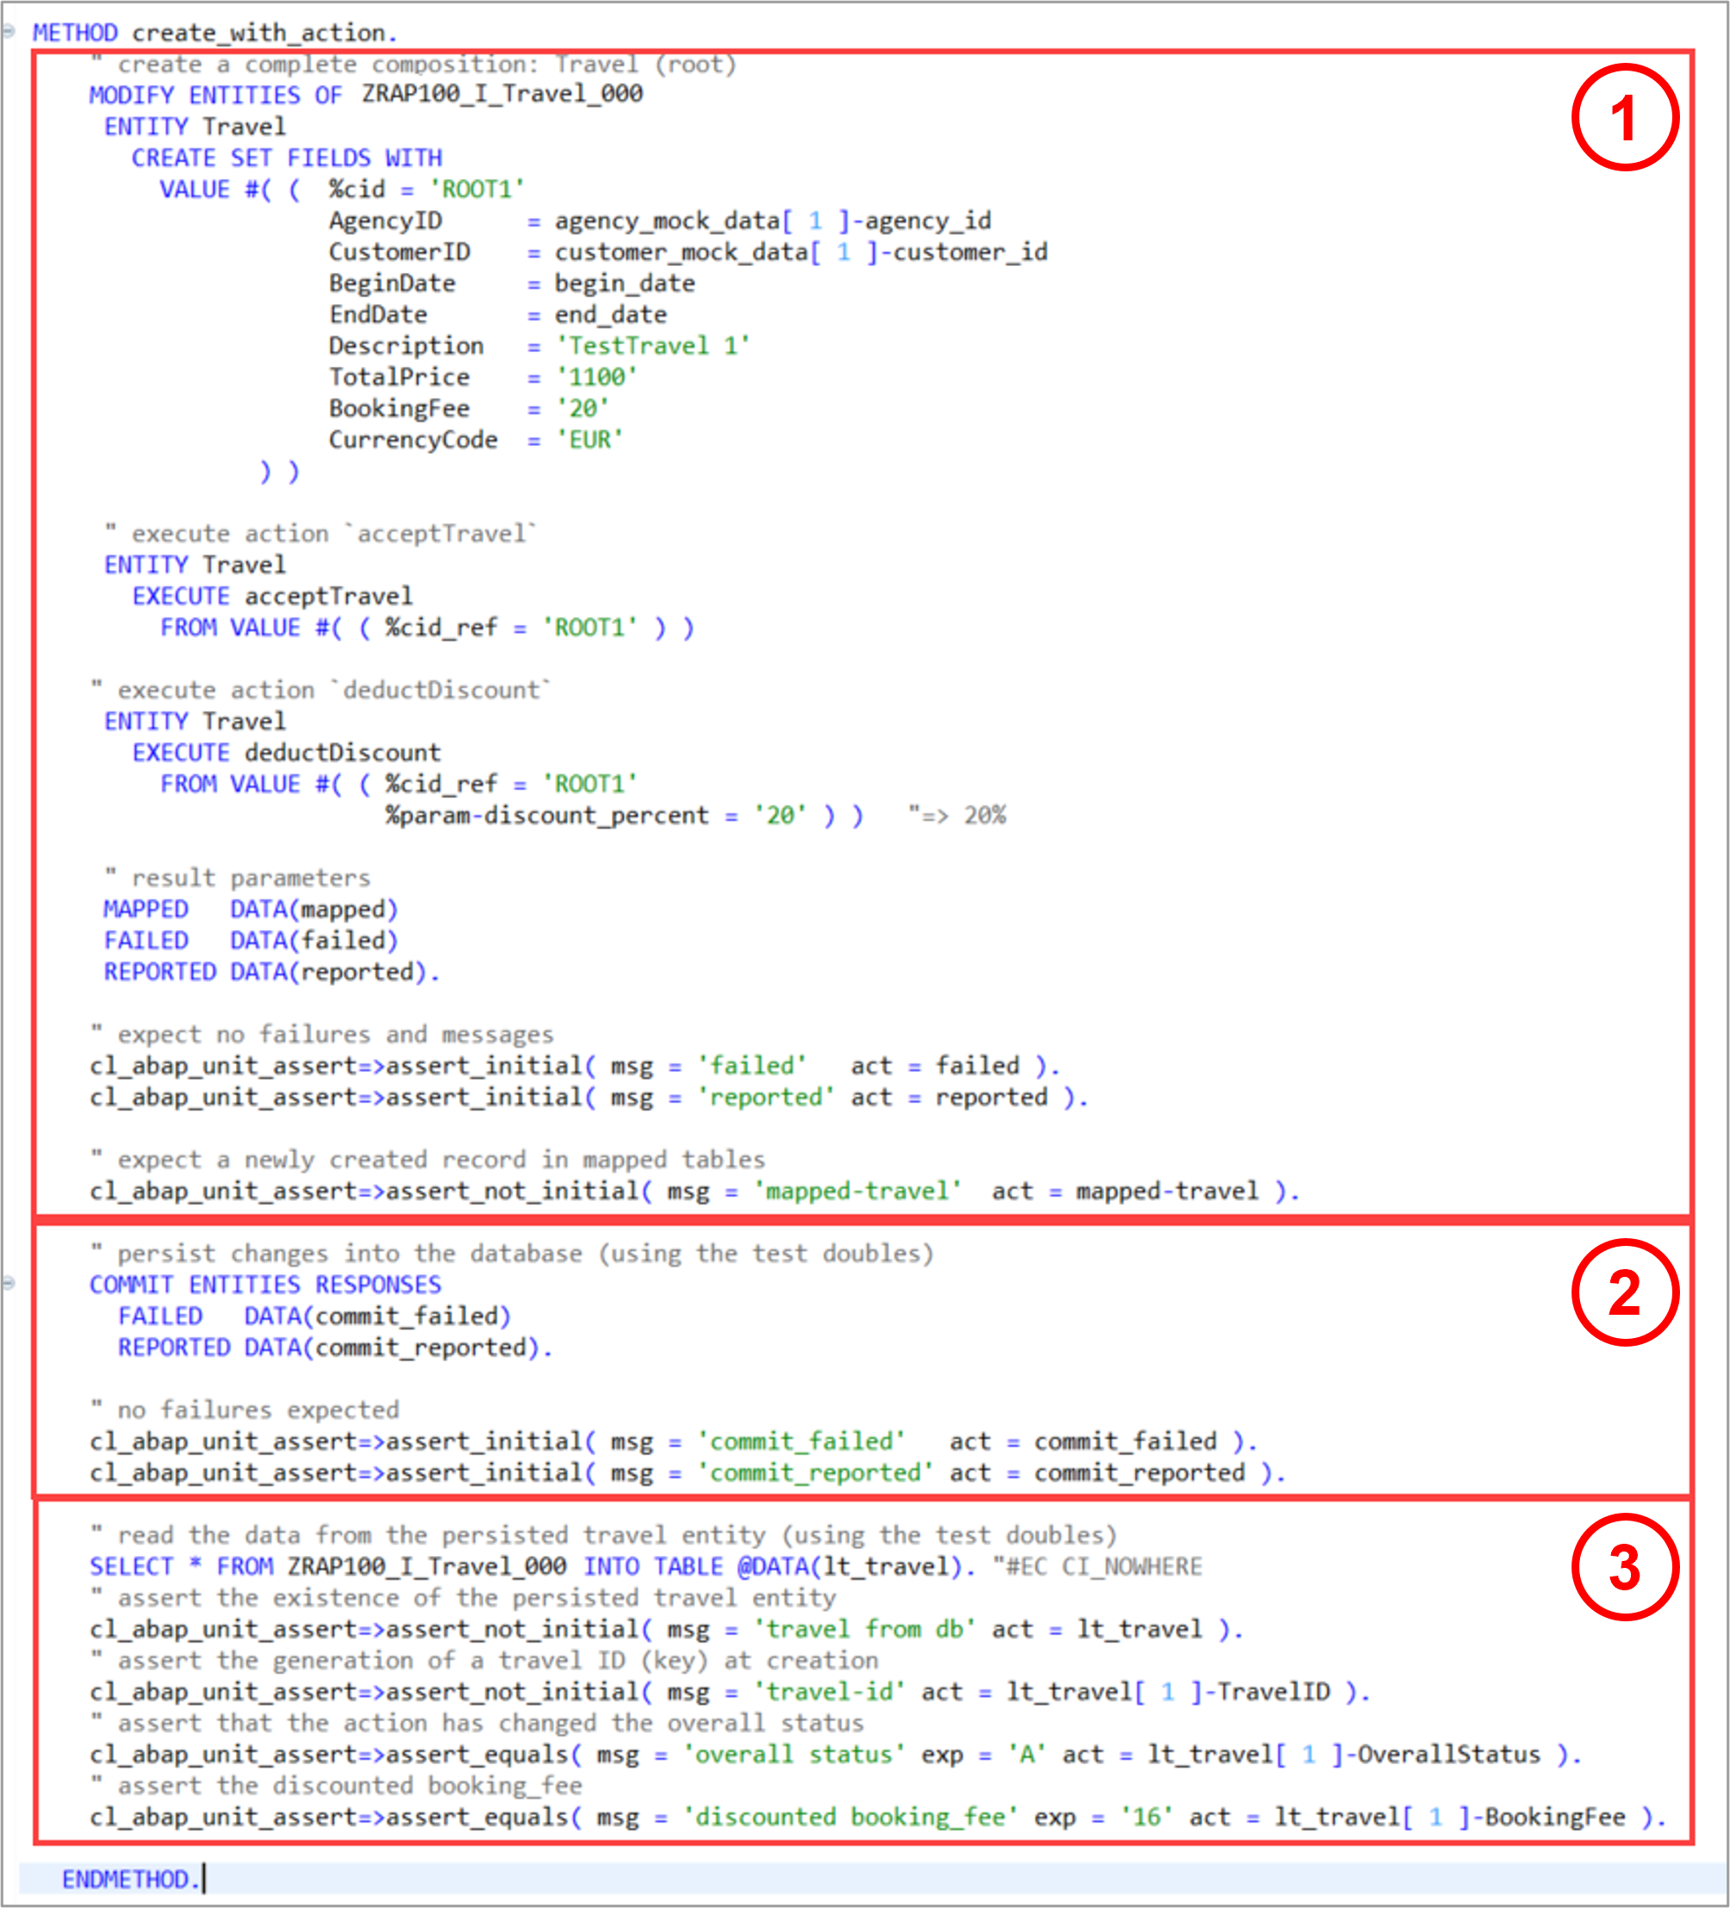 METHOD create_with_action.
" create a complete composition: Travel (root)
MODIFY ENTITIES OF ZRAP100_I_Travel_000
ENTITY Travel
CREATE SET FIELDS WITH
VALUE #( ( %cid = 'ROOT1'
AgencyID = agency_mock_data[ 1 ]-agency_id
CustomerID = customer_mock_data[ 1 ]-customer_id
BeginDate = begin_date
EndDate = end_date
Description = 'TestTravel 1'
TotalPrice = '1100'
BookingFee = '20'
CurrencyCode = 'EUR'
) )
" execute action `acceptTravel`
ENTITY Travel
EXECUTE acceptTravel
FROM VALUE #( ( %cid_ref = 'ROOT1' ) )
" execute action `deductDiscount`
ENTITY Travel
EXECUTE deductDiscount
FROM VALUE #( ( %cid_ref = 'ROOT1'
%param-discount_percent = '20' ) ) "=> 20%
" result parameters
MAPPED DATA(mapped)
FAILED DATA(failed)
REPORTED DATA(reported).
" expect no failures and messages
cl_abap_unit_assert=>assert_initial( msg = 'failed' act = failed ).
cl_abap_unit_assert=>assert_initial( msg = 'reported' act = reported ).
" expect a newly created record in mapped tables
cl_abap_unit_assert=>assert_not_initial( msg = 'mapped-travel' act = mapped-travel ).
1
" persist changes into the database (using the test doubles)
COMMIT ENTITIES RESPONSES
FAILED DATA(commit_failed)
REPORTED DATA(commit_reported).
" no failures expected
cl_abap_unit_assert=>assert_initial( msg = 'commit_failed' act = commit_failed ).
cl_abap_unit_assert=>assert_initial( msg = 'commit_reported' act = commit_reported ).
2
" read the data from the persisted travel entity (using the test doubles)
SELECT * FROM ZRAP100_I_Travel_000 INTO TABLE @DATA(lt_travel). "#EC CI_NOWHERE
" assert the existence of the persisted travel entity
cl_abap_unit_assert=>assert_not_initial( msg = 'travel from db' act = lt_travel ).
" assert the generation of a travel ID (key) at creation
cl_abap_unit_assert=>assert_not_initial( msg = 'travel-id' act = lt_travel[ 1 ]-TravelID ).
" assert that the action has changed the overall status
cl_abap_unit_assert=>assert_equals( msg = 'overall status' exp = 'A' act = lt_travel[ 1 ]-OverallStatus ).
" assert the discounted booking_fee
cl_abap_unit_assert=>assert_equals( msg = 'discounted booking_fee' exp = '16' act = lt_travel[ 1 ]-BookingFee ).
3
ENDMETHOD.